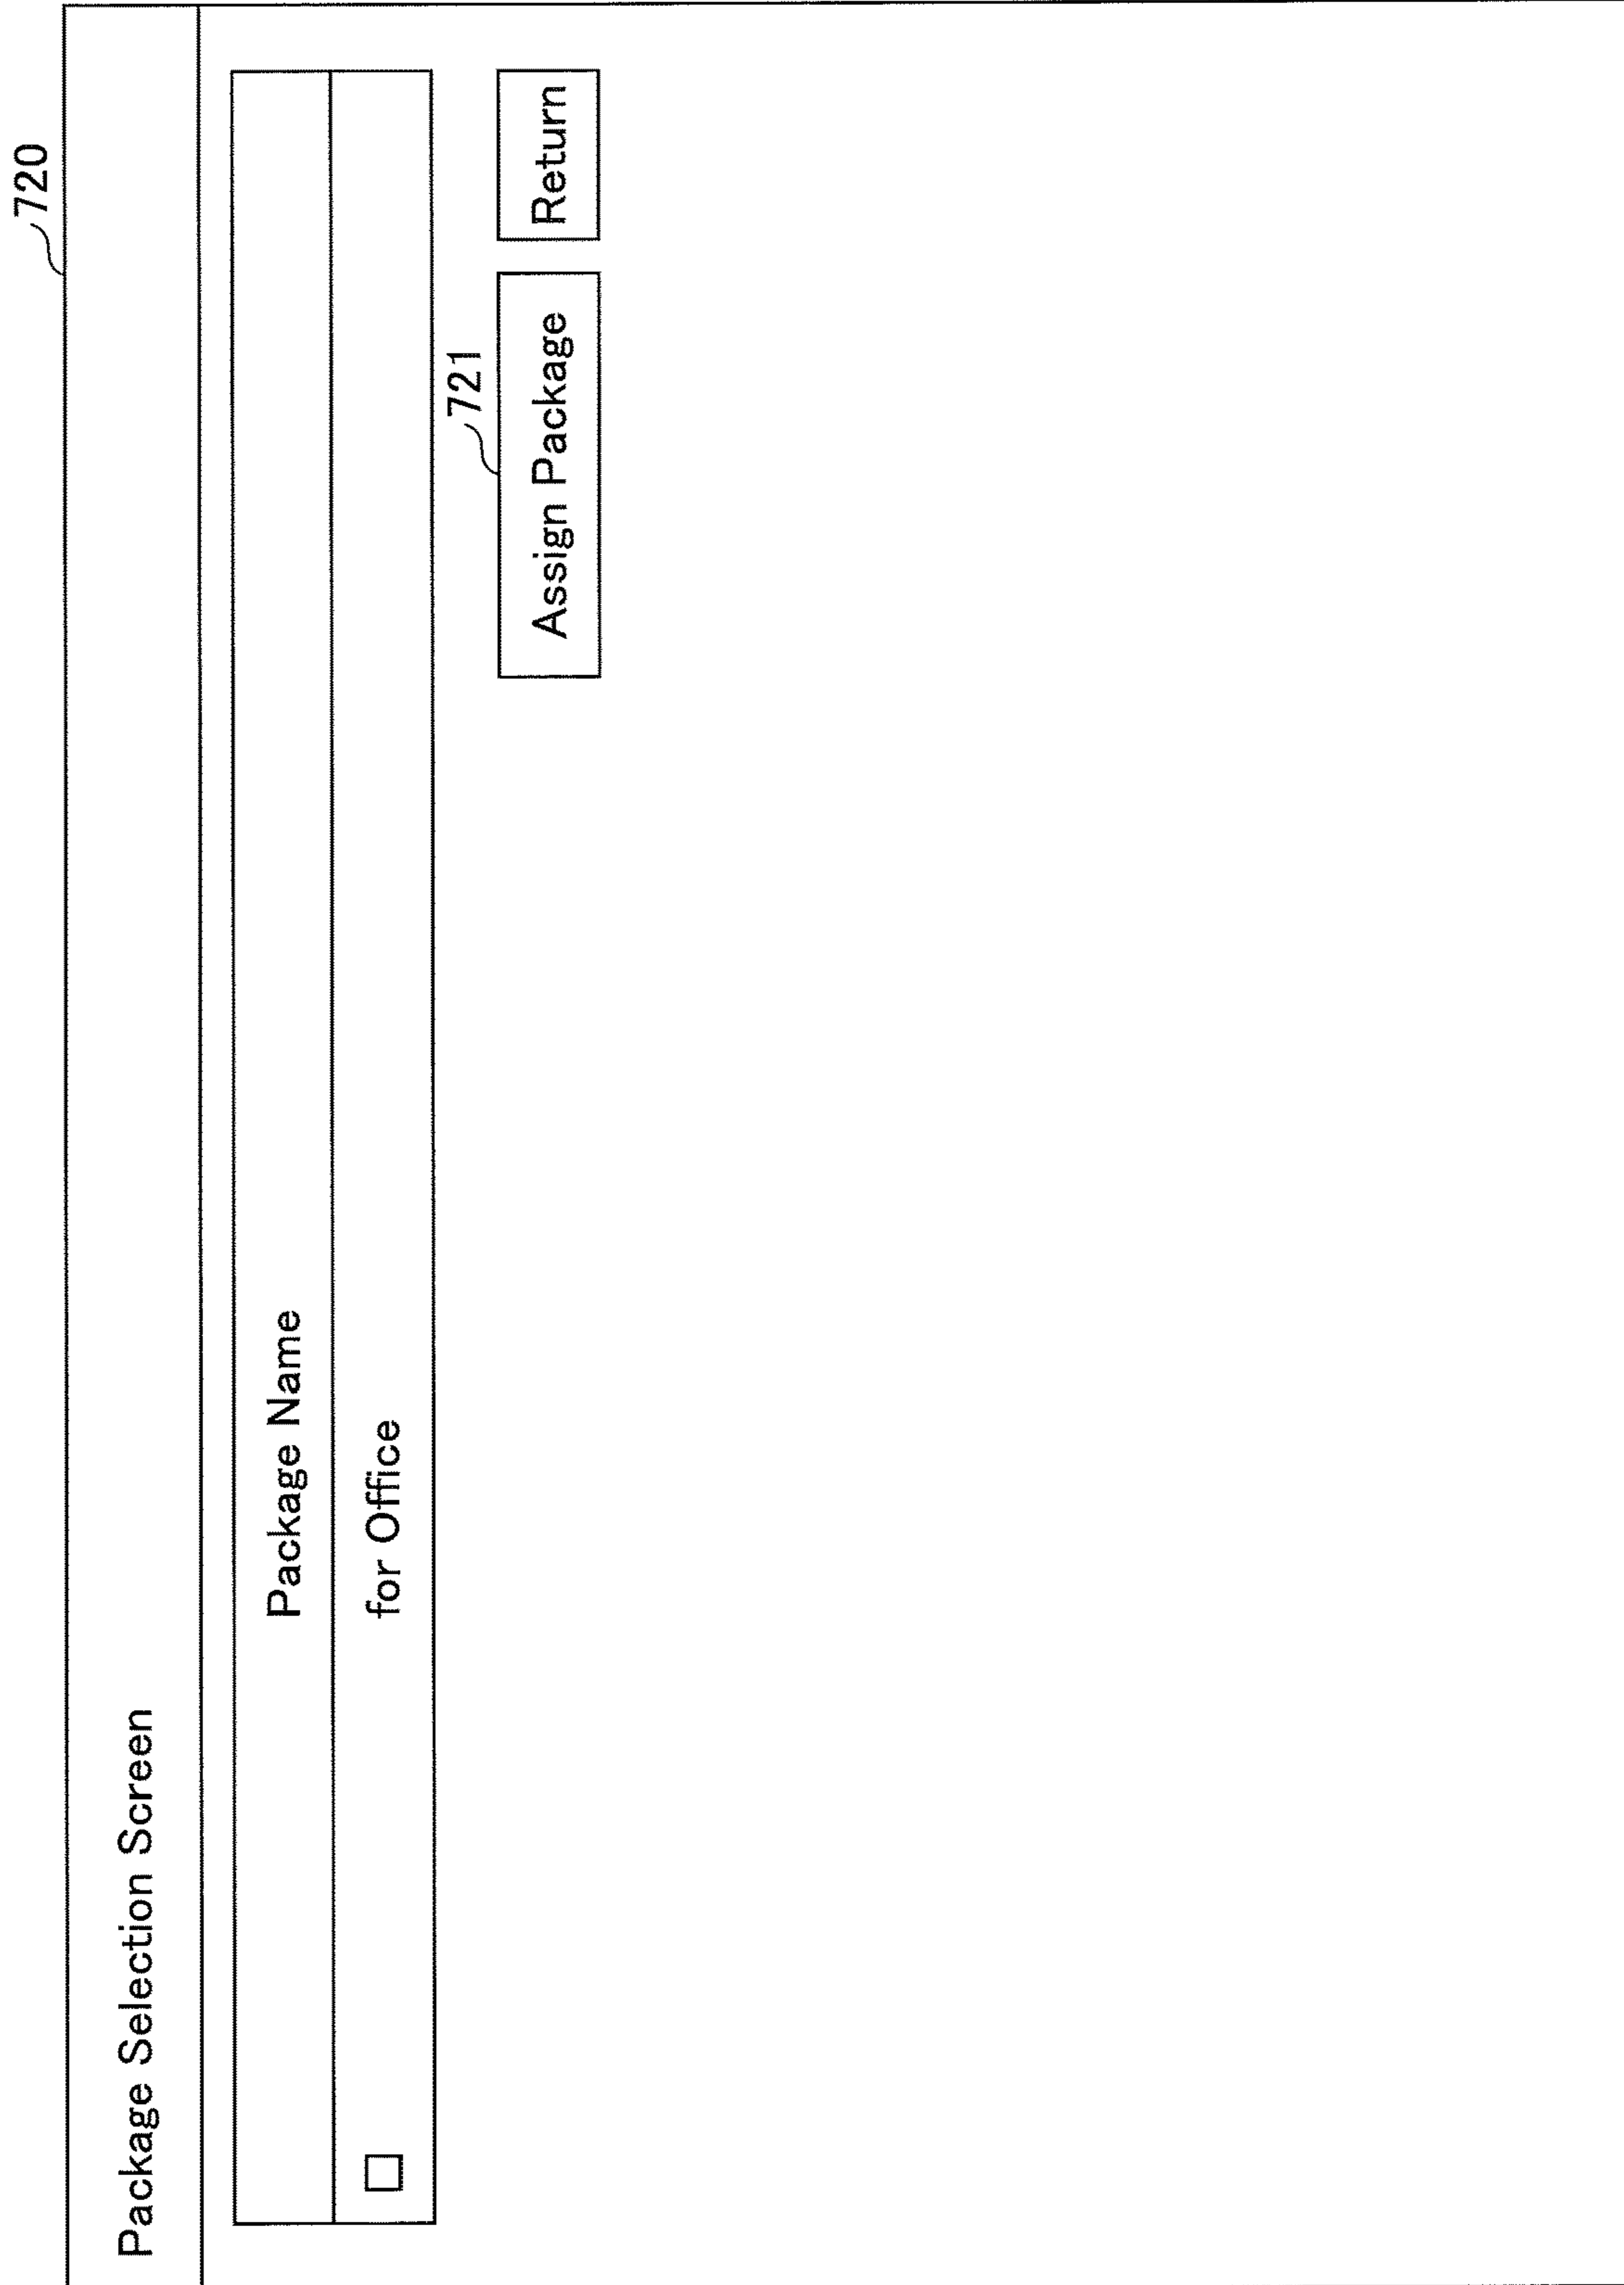 720
Package Selection Screen
Package Name
for Office
721
Assign Package
Return